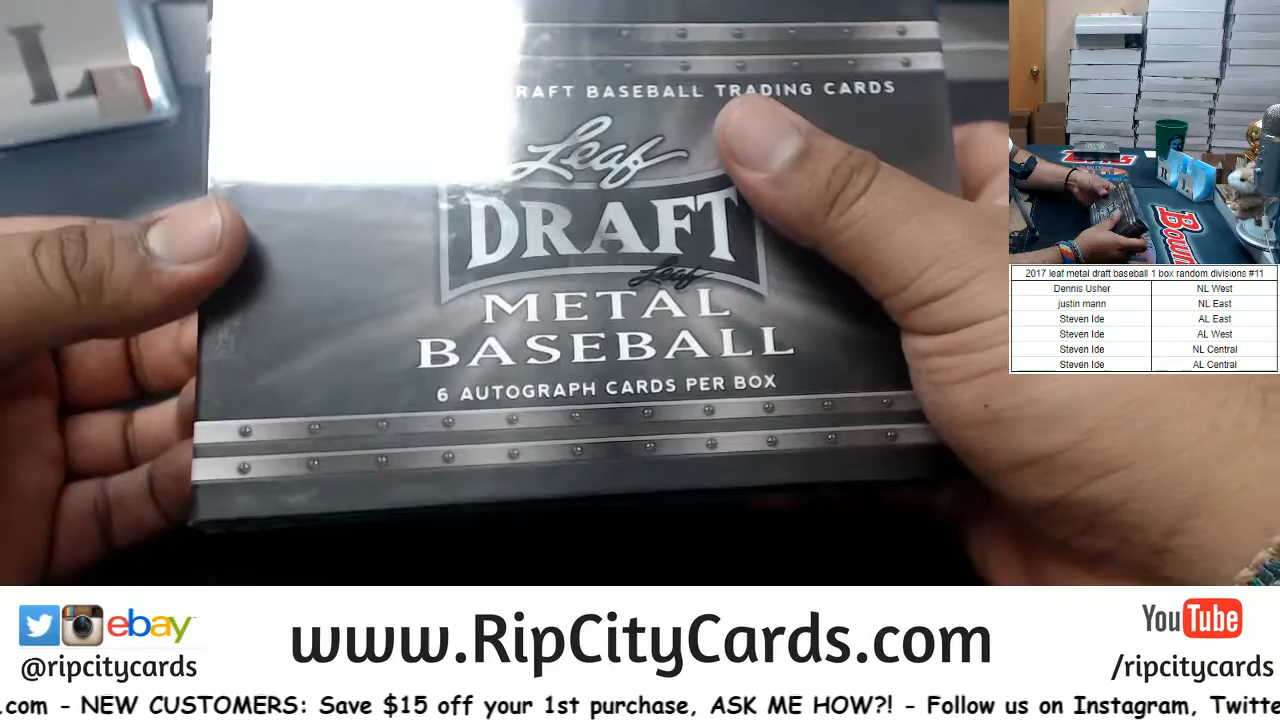 RAFT BASEBALL TRADING CARDS
Leaf
DRAFT
Leaf
METAL
BASEBALL
6 AUTOGRAPH CARDS PER BOX
2017 leaf metal draft baseball 1 box random divisions #11
Dennis Usher NL West
justin mann NL East
Steven Ide AL East
Steven Ide AL West
Steven Ide NL Central
Steven Ide AL Central
ebay
@ripcitycards
www.RipCityCards.com
YouTube
/ripcitycards
.com - NEW CUSTOMERS: Save $15 off your 1st purchase, ASK ME HOW?! - Follow us on Instagram, Twitte